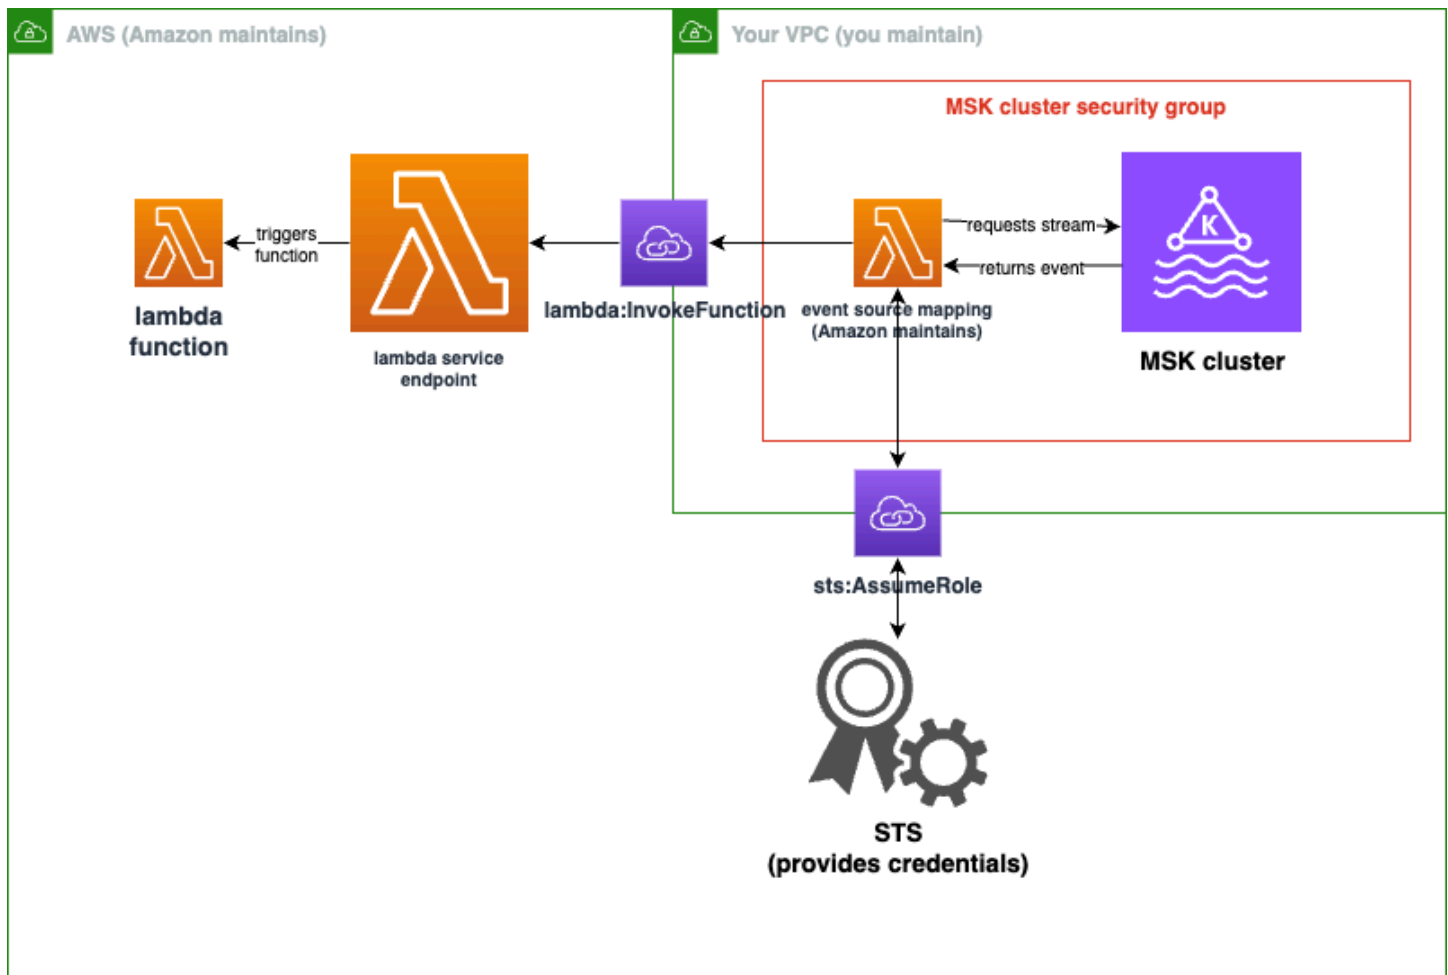 AWS (Amazon maintains)
Your VPC (you maintain)
MSK cluster security group
triggers
function
requests stream
returns event
K
lambda
function
lambda service
endpoint
lambda:InvokeFunction
event source mapping
(Amazon maintains)
MSK cluster
sts:AssumeRole
STS
(provides credentials)